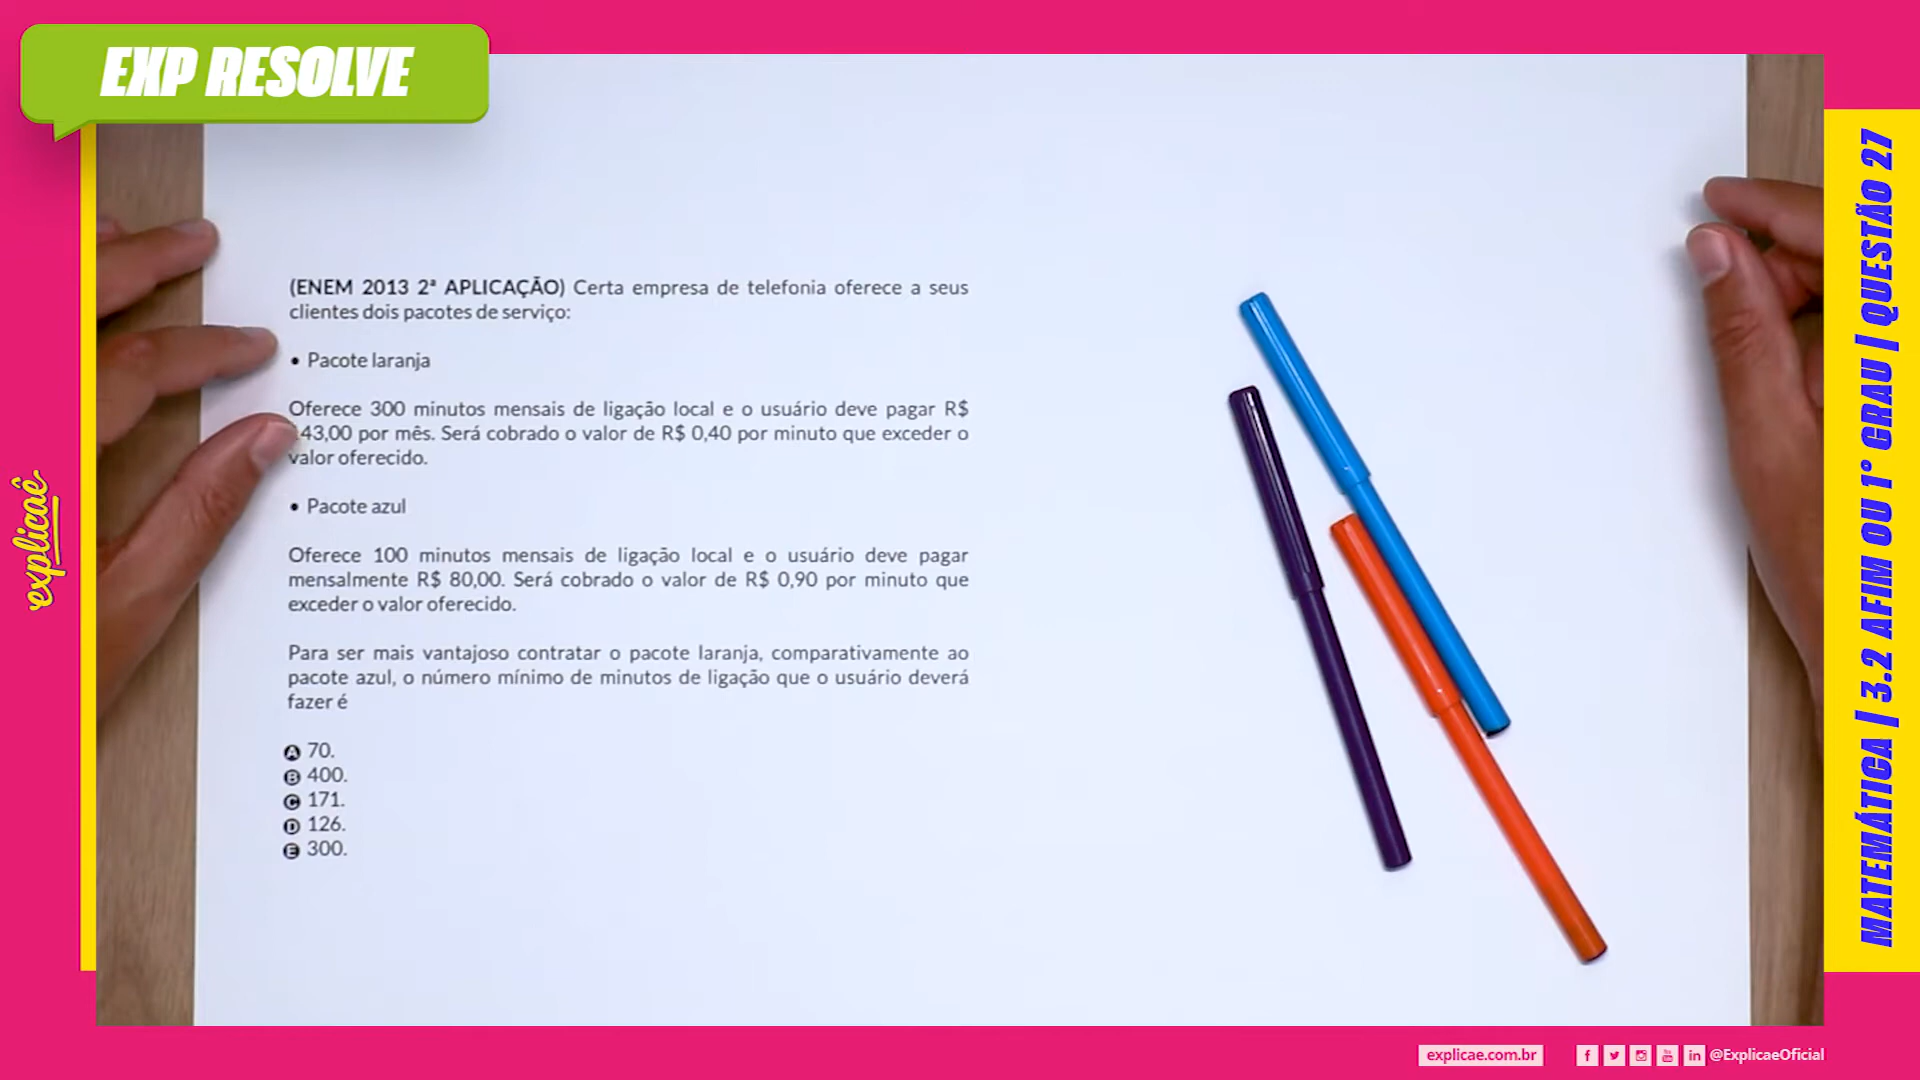 EXP RESOLVE
(ENEM 2013 2ª APLICAÇÃO) Certa empresa de telefonia oferece a seus
clientes dois pacotes de serviço:
• Pacote laranja
Oferece 300 minutos mensais de ligação local e o usuário deve pagar R$
43,00 por mês. Será cobrado o valor de R$ 0,40 por minuto que exceder o
valor oferecido.
• Pacote azul
Oferece 100 minutos mensais de ligação local e o usuário deve pagar
mensalmente R$ 80,00. Será cobrado o valor de R$ 0,90 por minuto que
exceder o valor oferecido.
Para ser mais vantajoso contratar o pacote laranja, comparativamente ao
pacote azul, o número mínimo de minutos de ligação que o usuário deverá
fazer é
A 70.
B 400.
C 171.
D 126.
E 300.
explicaê
MATEMÁTICA | 3.2 AFIM OU 1° GRAU | QUESTÃO 27
explicae.com.br
@ExplicaeOficial